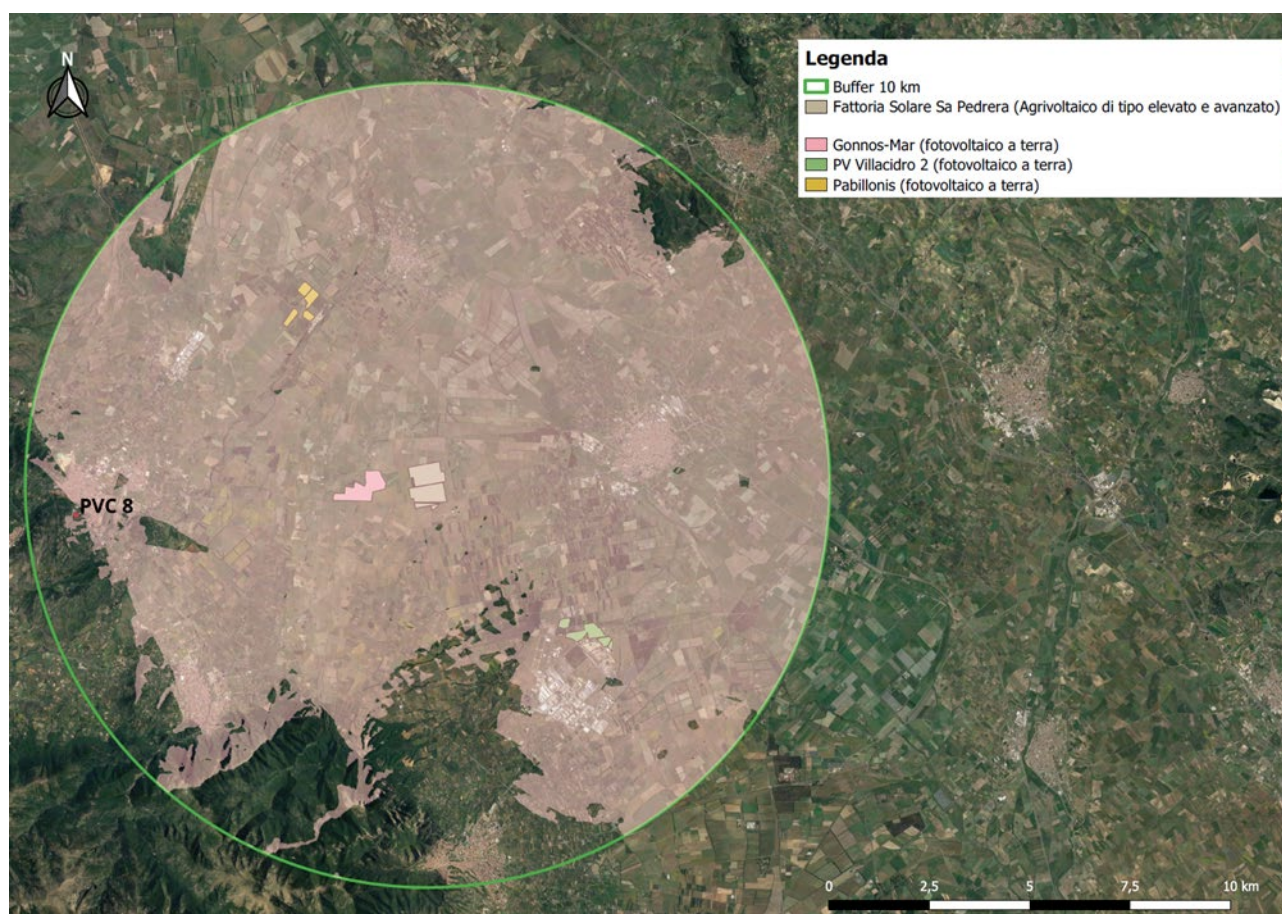 N
Legenda
Buffer 10 km
Fattoria Solare Sa Pedrera (Agrivoltaico di tipo elevato e avanzato)
Gonnos-Mar (fotovoltaico a terra)
PV Villacidro 2 (fotovoltaico a terra)
Pabillonis (fotovoltaico a terra)
PVC 8
0 2,5 5 7,5 10 km